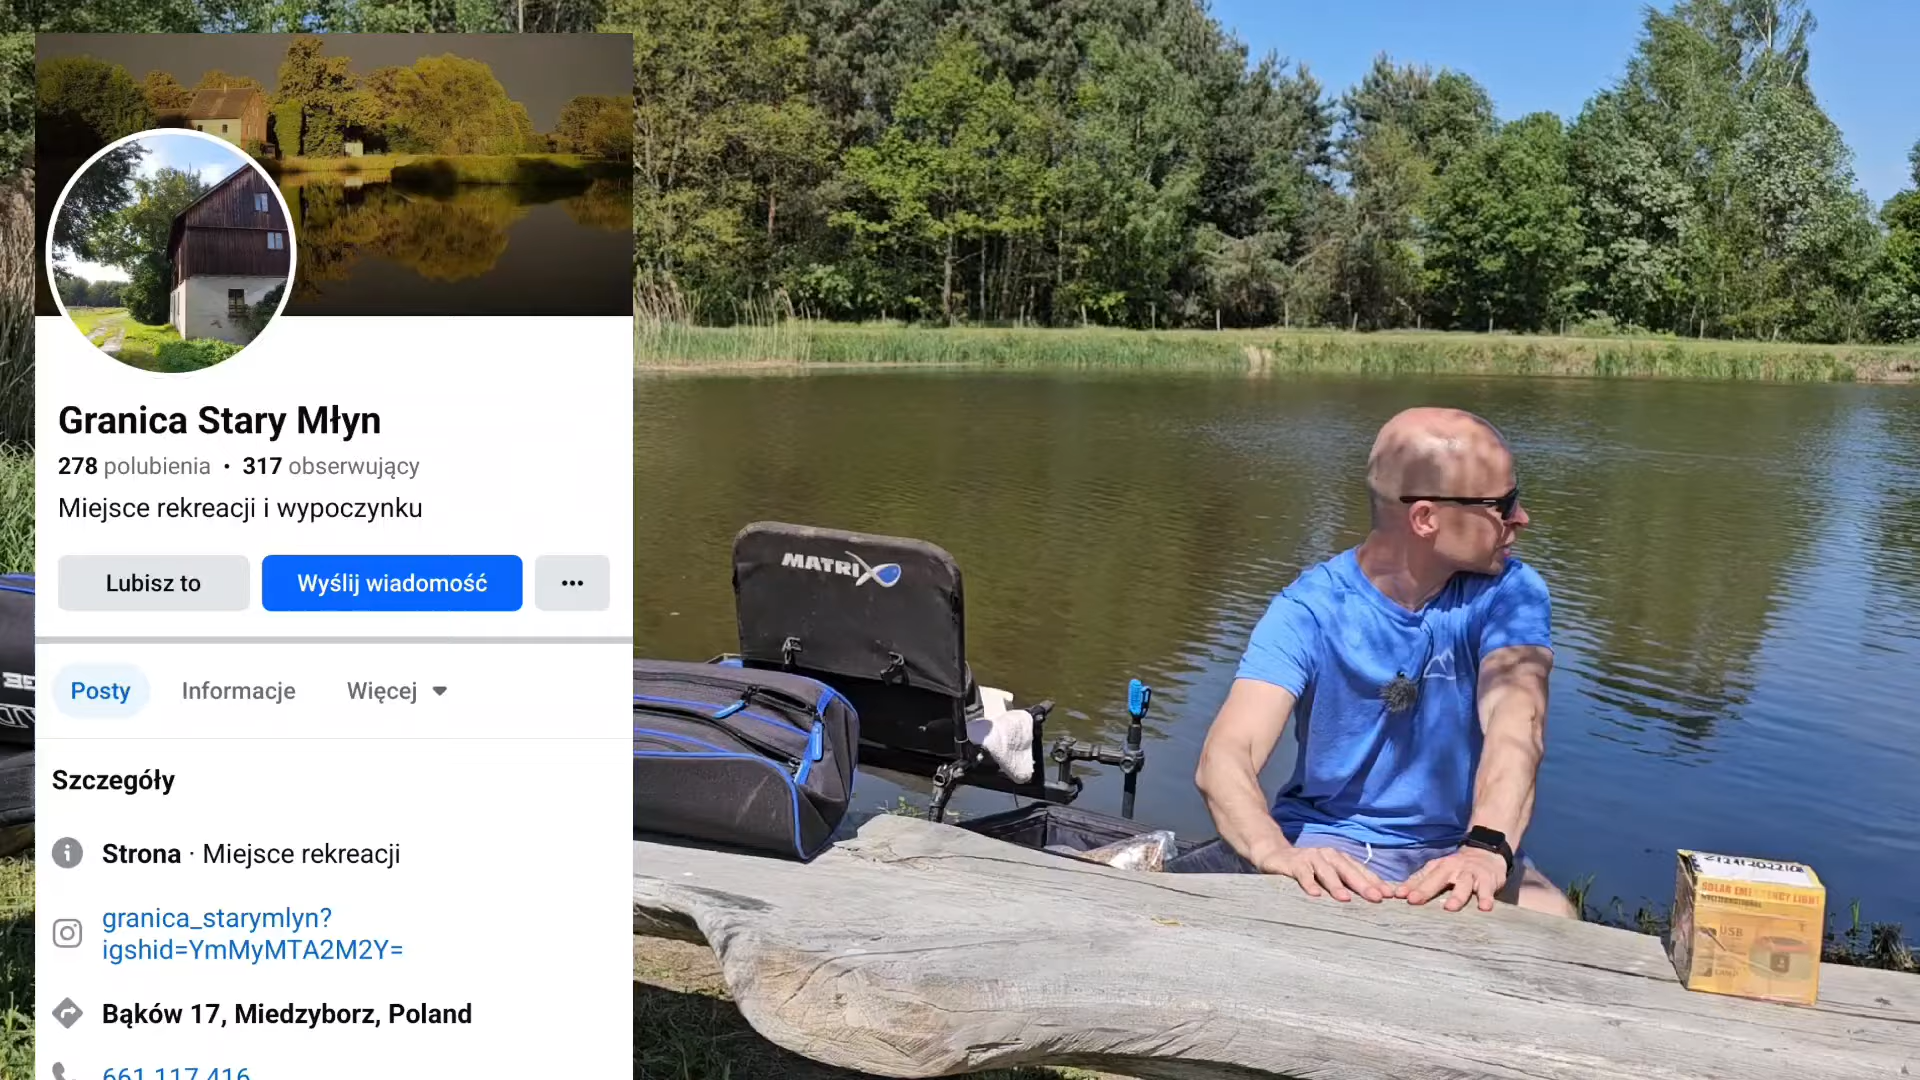 Granica Stary Młyn
278 polubienia • 317 obserwujący
Miejsce rekreacji i wypoczynku
Lubisz to
Wyślij wiadomość
Posty
Informacje
Więcej
Szczegóły
Strona · Miejsce rekreacji
granica_starymlyn?
igshid=YmMyMTA2M2Y=
Bąków 17, Miedzyborz, Poland
661 117 416
MATRIX
SOLAR EMERGENCY LIGHT
USB